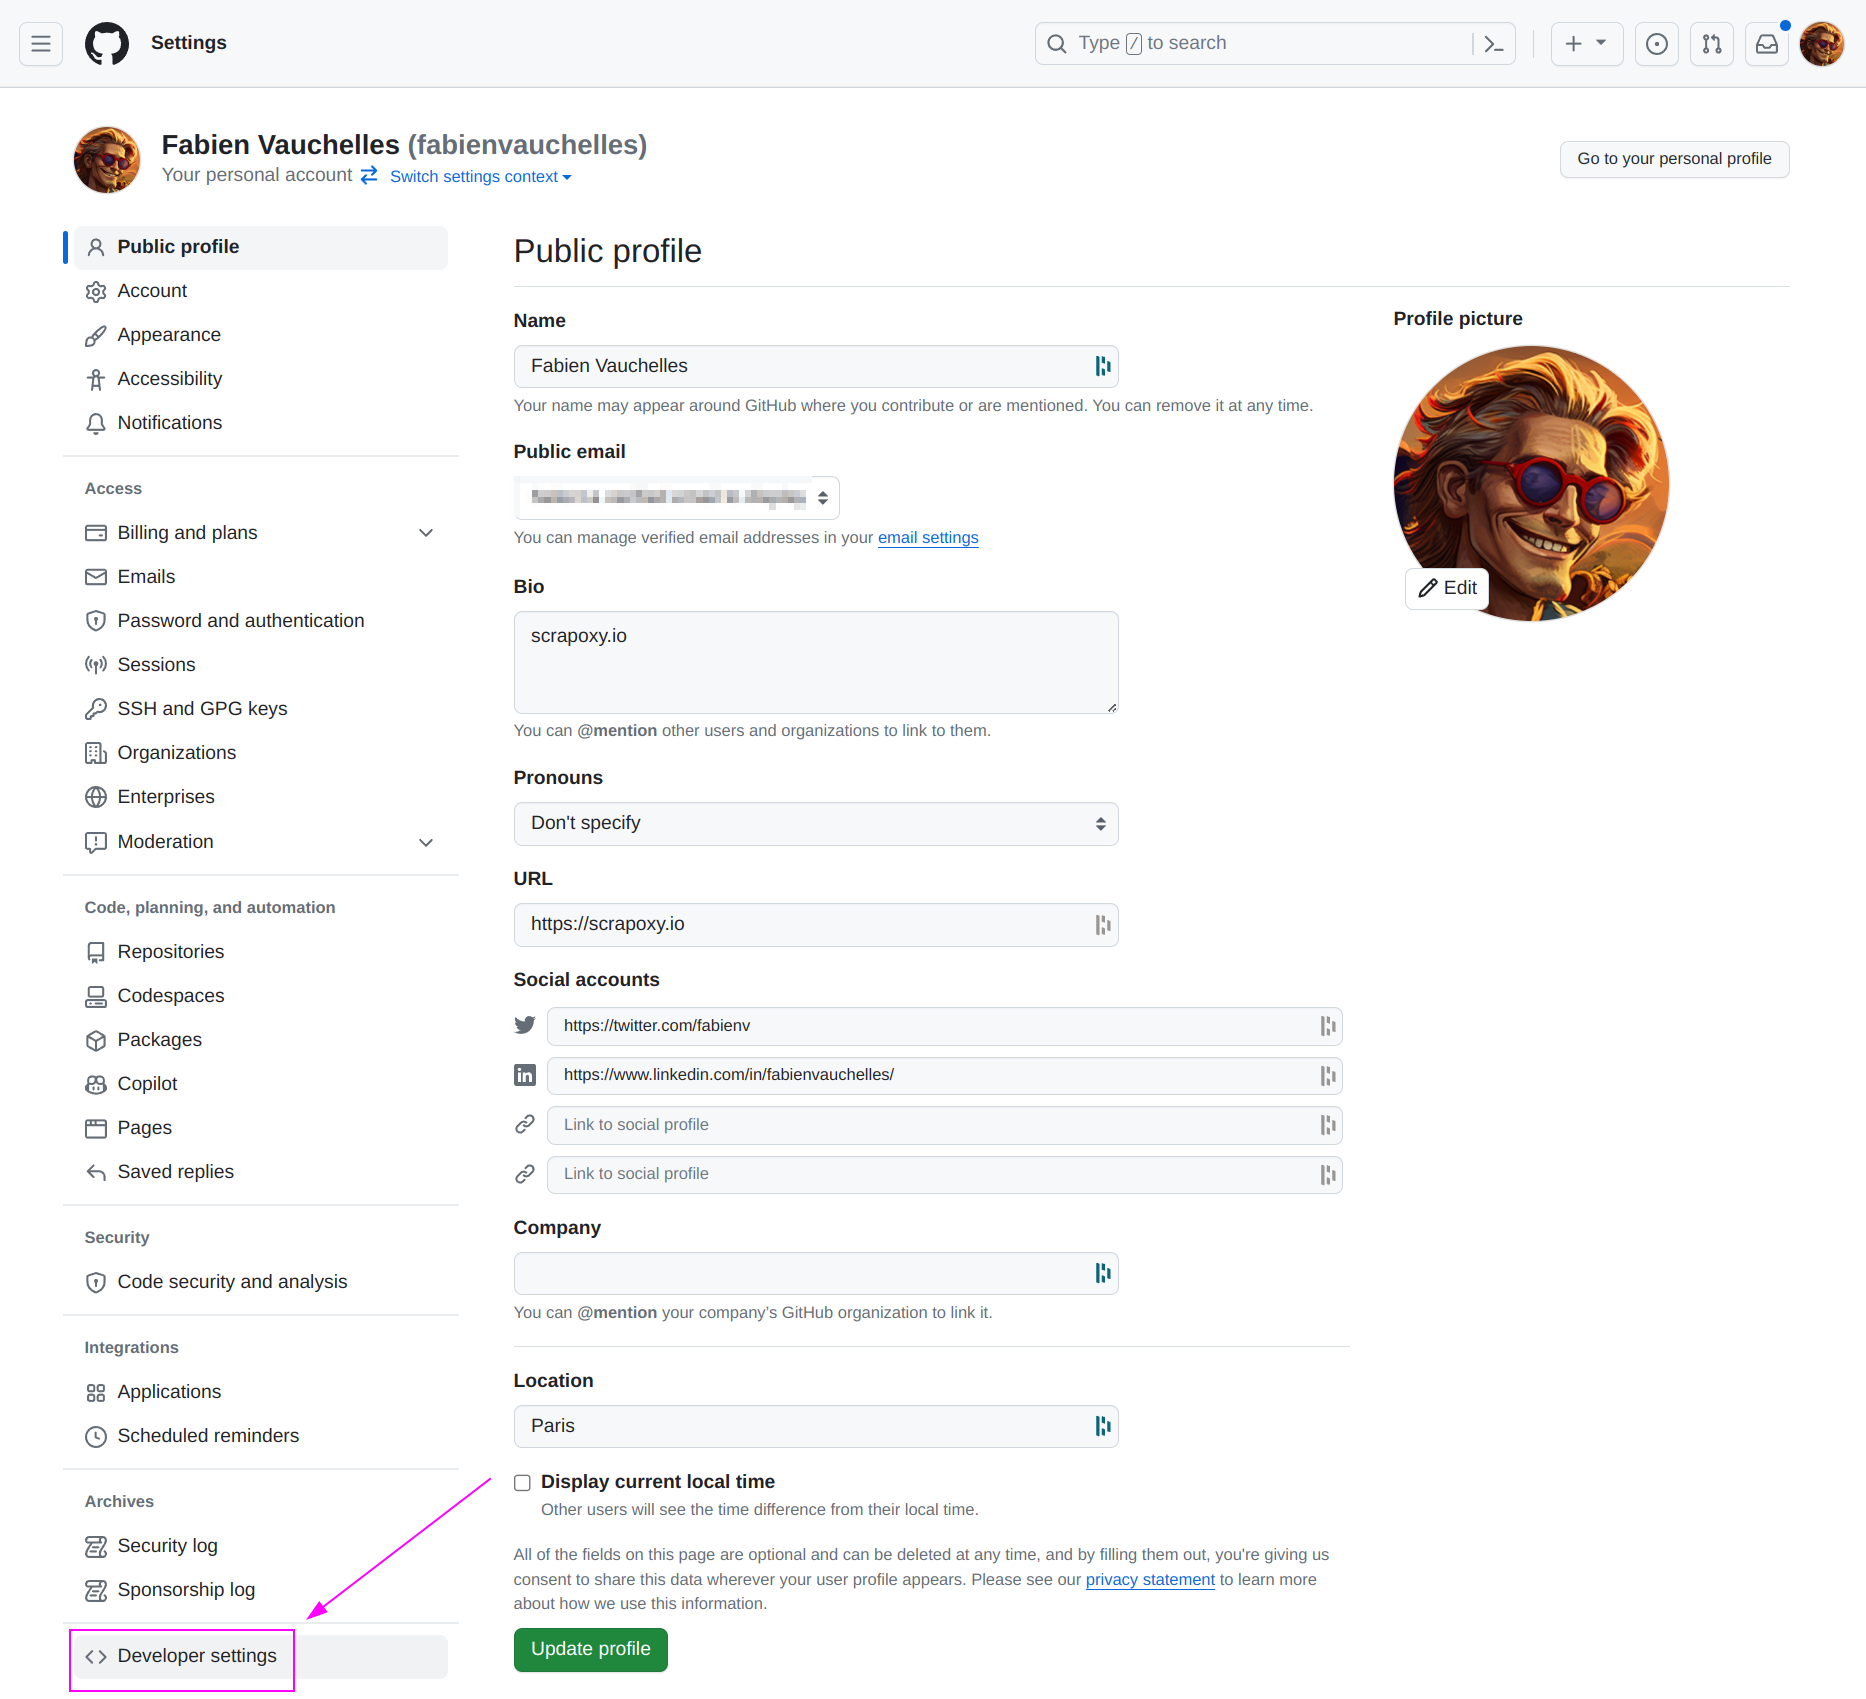 Settings
Type / to search
Fabien Vauchelles (fabienvauchelles)
Your personal account Switch settings context
Go to your personal profile
Public profile
Account
Appearance
Accessibility
Notifications
Access
Billing and plans
Emails
Password and authentication
Sessions
SSH and GPG keys
Organizations
Enterprises
Moderation
Code, planning, and automation
Repositories
Codespaces
Packages
Copilot
Pages
Saved replies
Security
Code security and analysis
Integrations
Applications
Scheduled reminders
Archives
Security log
Sponsorship log
Developer settings
Public profile
Name
Fabien Vauchelles
Your name may appear around GitHub where you contribute or are mentioned. You can remove it at any time.
Public email
You can manage verified email addresses in your email settings
Bio
scrapoxy.io
You can @mention other users and organizations to link to them.
Pronouns
Don't specify
URL
https://scrapoxy.io
Social accounts
https://twitter.com/fabienv
https://www.linkedin.com/in/fabienvauchelles/
Link to social profile
Link to social profile
Company
You can @mention your company’s GitHub organization to link it.
Location
Paris
Display current local time
Other users will see the time difference from their local time.
All of the fields on this page are optional and can be deleted at any time, and by filling them out, you're giving us
consent to share this data wherever your user profile appears. Please see our privacy statement to learn more
about how we use this information.
Update profile
Profile picture
Edit